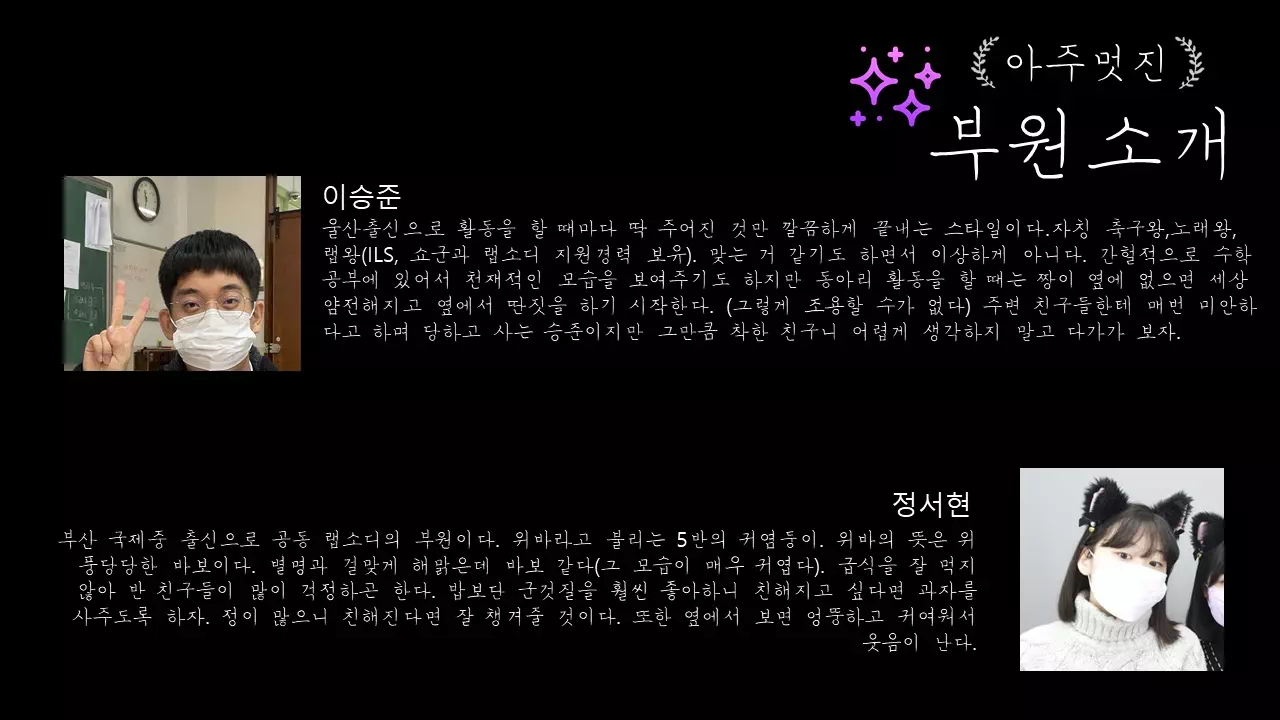 아주멋진
부원소개
이승준
울산출신으로 활동을 할 때마다 딱 주어진 것만 깔끔하게 끝내는 스타일이다.자칭 축구왕,노래왕,
랩왕(ILS, 쇼군과 랩소디 지원경력 보유). 맞는 거 같기도 하면서 이상하게 아니다. 간헐적으로 수학
공부에 있어서 천재적인 모습을 보여주기도 하지만 동아리 활동을 할 때는 짱이 옆에 없으면 세상
얌전해지고 옆에서 딴짓을 하기 시작한다. (그렇게 조용할 수가 없다) 주변 친구들한테 매번 미안하
다고 하며 당하고 사는 승준이지만 그만큼 착한 친구니 어렵게 생각하지 말고 다가가 보자.
정서현
부산 국제중 출신으로 공동 랩소디의 부원이다. 위바라고 불리는 5반의 귀염둥이. 위바의 뜻은 위
풍당당한 바보이다. 별명과 걸맞게 해맑은데 바보 같다(그 모습이 매우 귀엽다). 급식을 잘 먹지
않아 반 친구들이 많이 걱정하곤 한다. 밥보단 군것질을 훨씬 좋아하니 친해지고 싶다면 과자를
사주도록 하자. 정이 많으니 친해진다면 잘 챙겨줄 것이다. 또한 옆에서 보면 엉뚱하고 귀여워서
웃음이 난다.